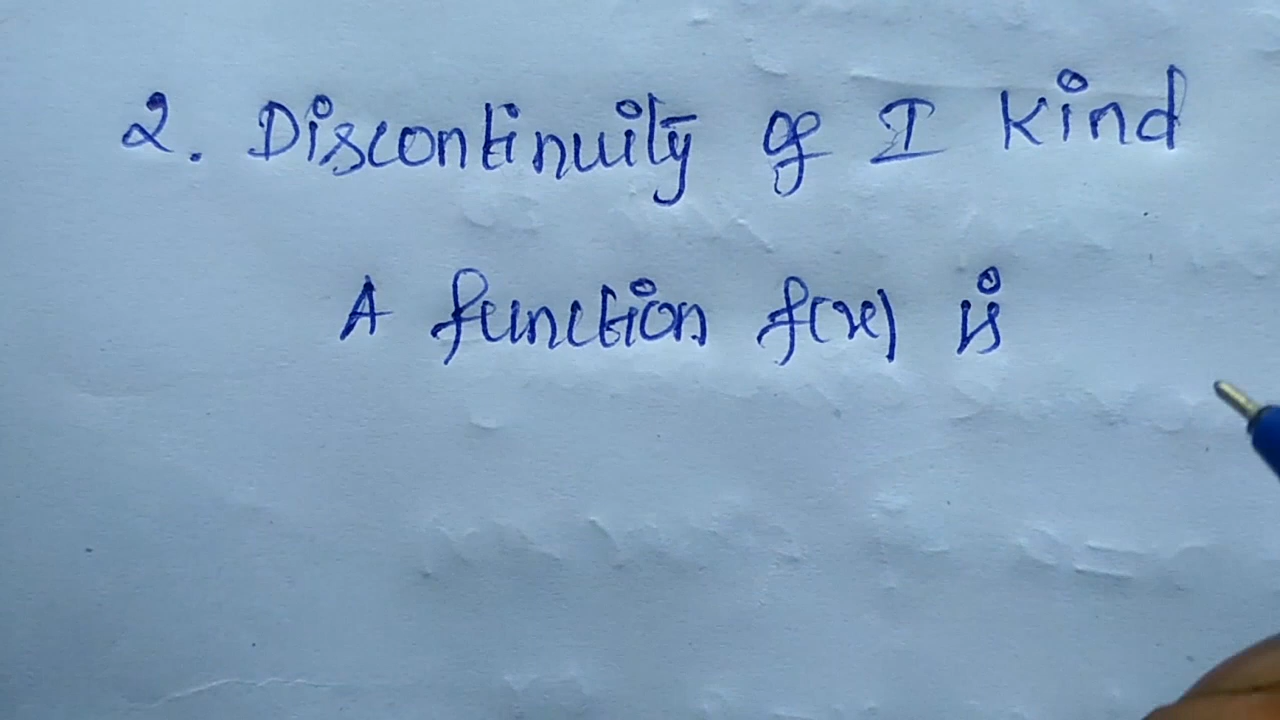 2. Discontinuity of I Kind
A function f(x) is